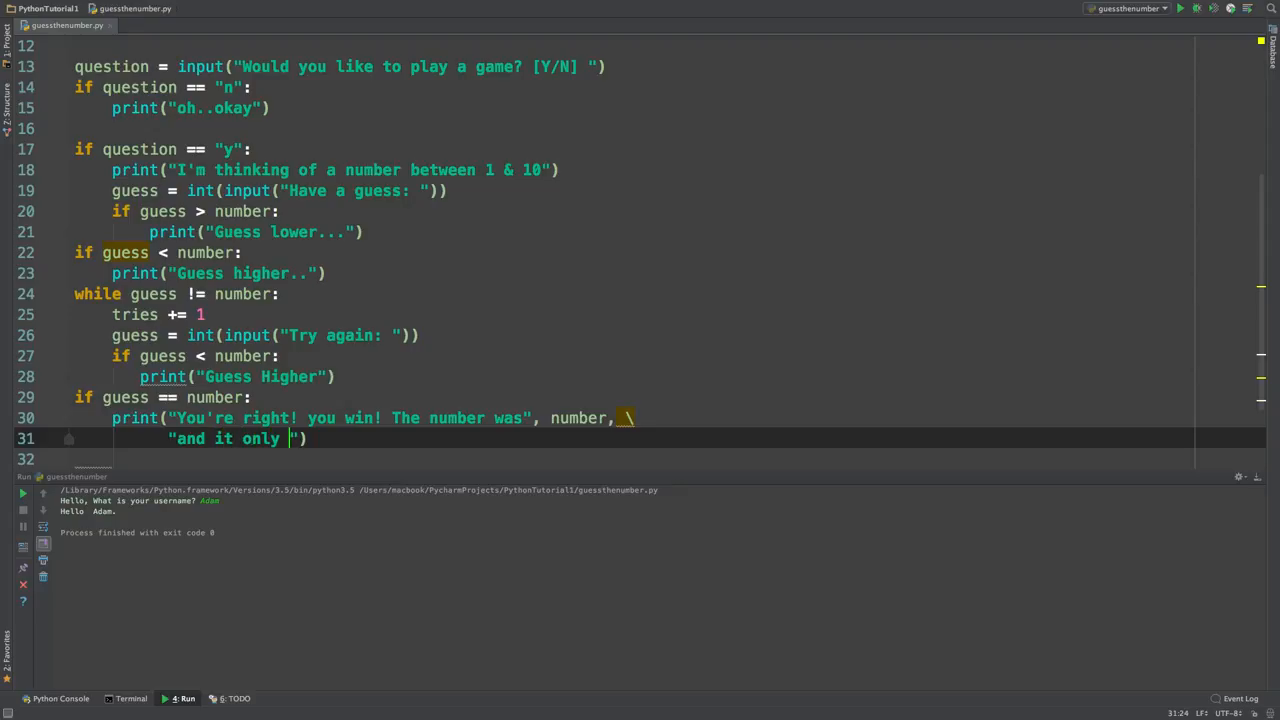 PythonTutorial1 guessthenumber.py guessthenumber
guessthenumber.py
1: Project
7: Structure
2: Favorites
Database
12
13 question = input("Would you like to play a game? [Y/N] ")
14 if question == "n":
15 print("oh..okay")
16
17 if question == "y":
18 print("I'm thinking of a number between 1 & 10")
19 guess = int(input("Have a guess: "))
20 if guess > number:
21 print("Guess lower...")
22 if guess < number:
23 print("Guess higher..")
24 while guess != number:
25 tries += 1
26 guess = int(input("Try again: "))
27 if guess < number:
28 print("Guess Higher")
29 if guess == number:
30 print("You're right! you win! The number was", number, \
31 "and it only ")
32
Run guessthenumber
/Library/Frameworks/Python.framework/Versions/3.5/bin/python3.5 /Users/macbook/PycharmProjects/PythonTutorial1/guessthenumber.py
Hello, What is your username? Adam
Hello  Adam.
Process finished with exit code 0
Python Console Terminal 4: Run 6: TODO Event Log
31:24 LF÷ UTF-8÷